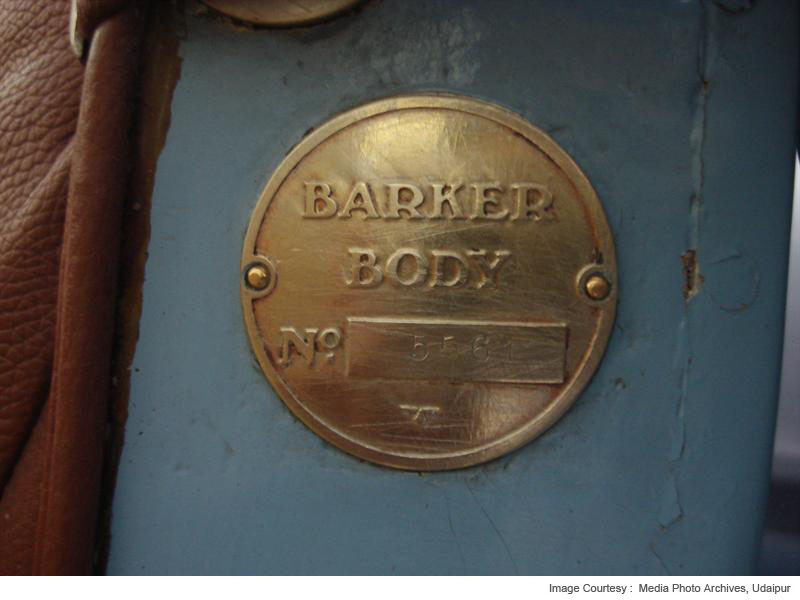 BARKER
BODY
No. 5561
Image Courtesy : Media Photo Archives, Udaipur